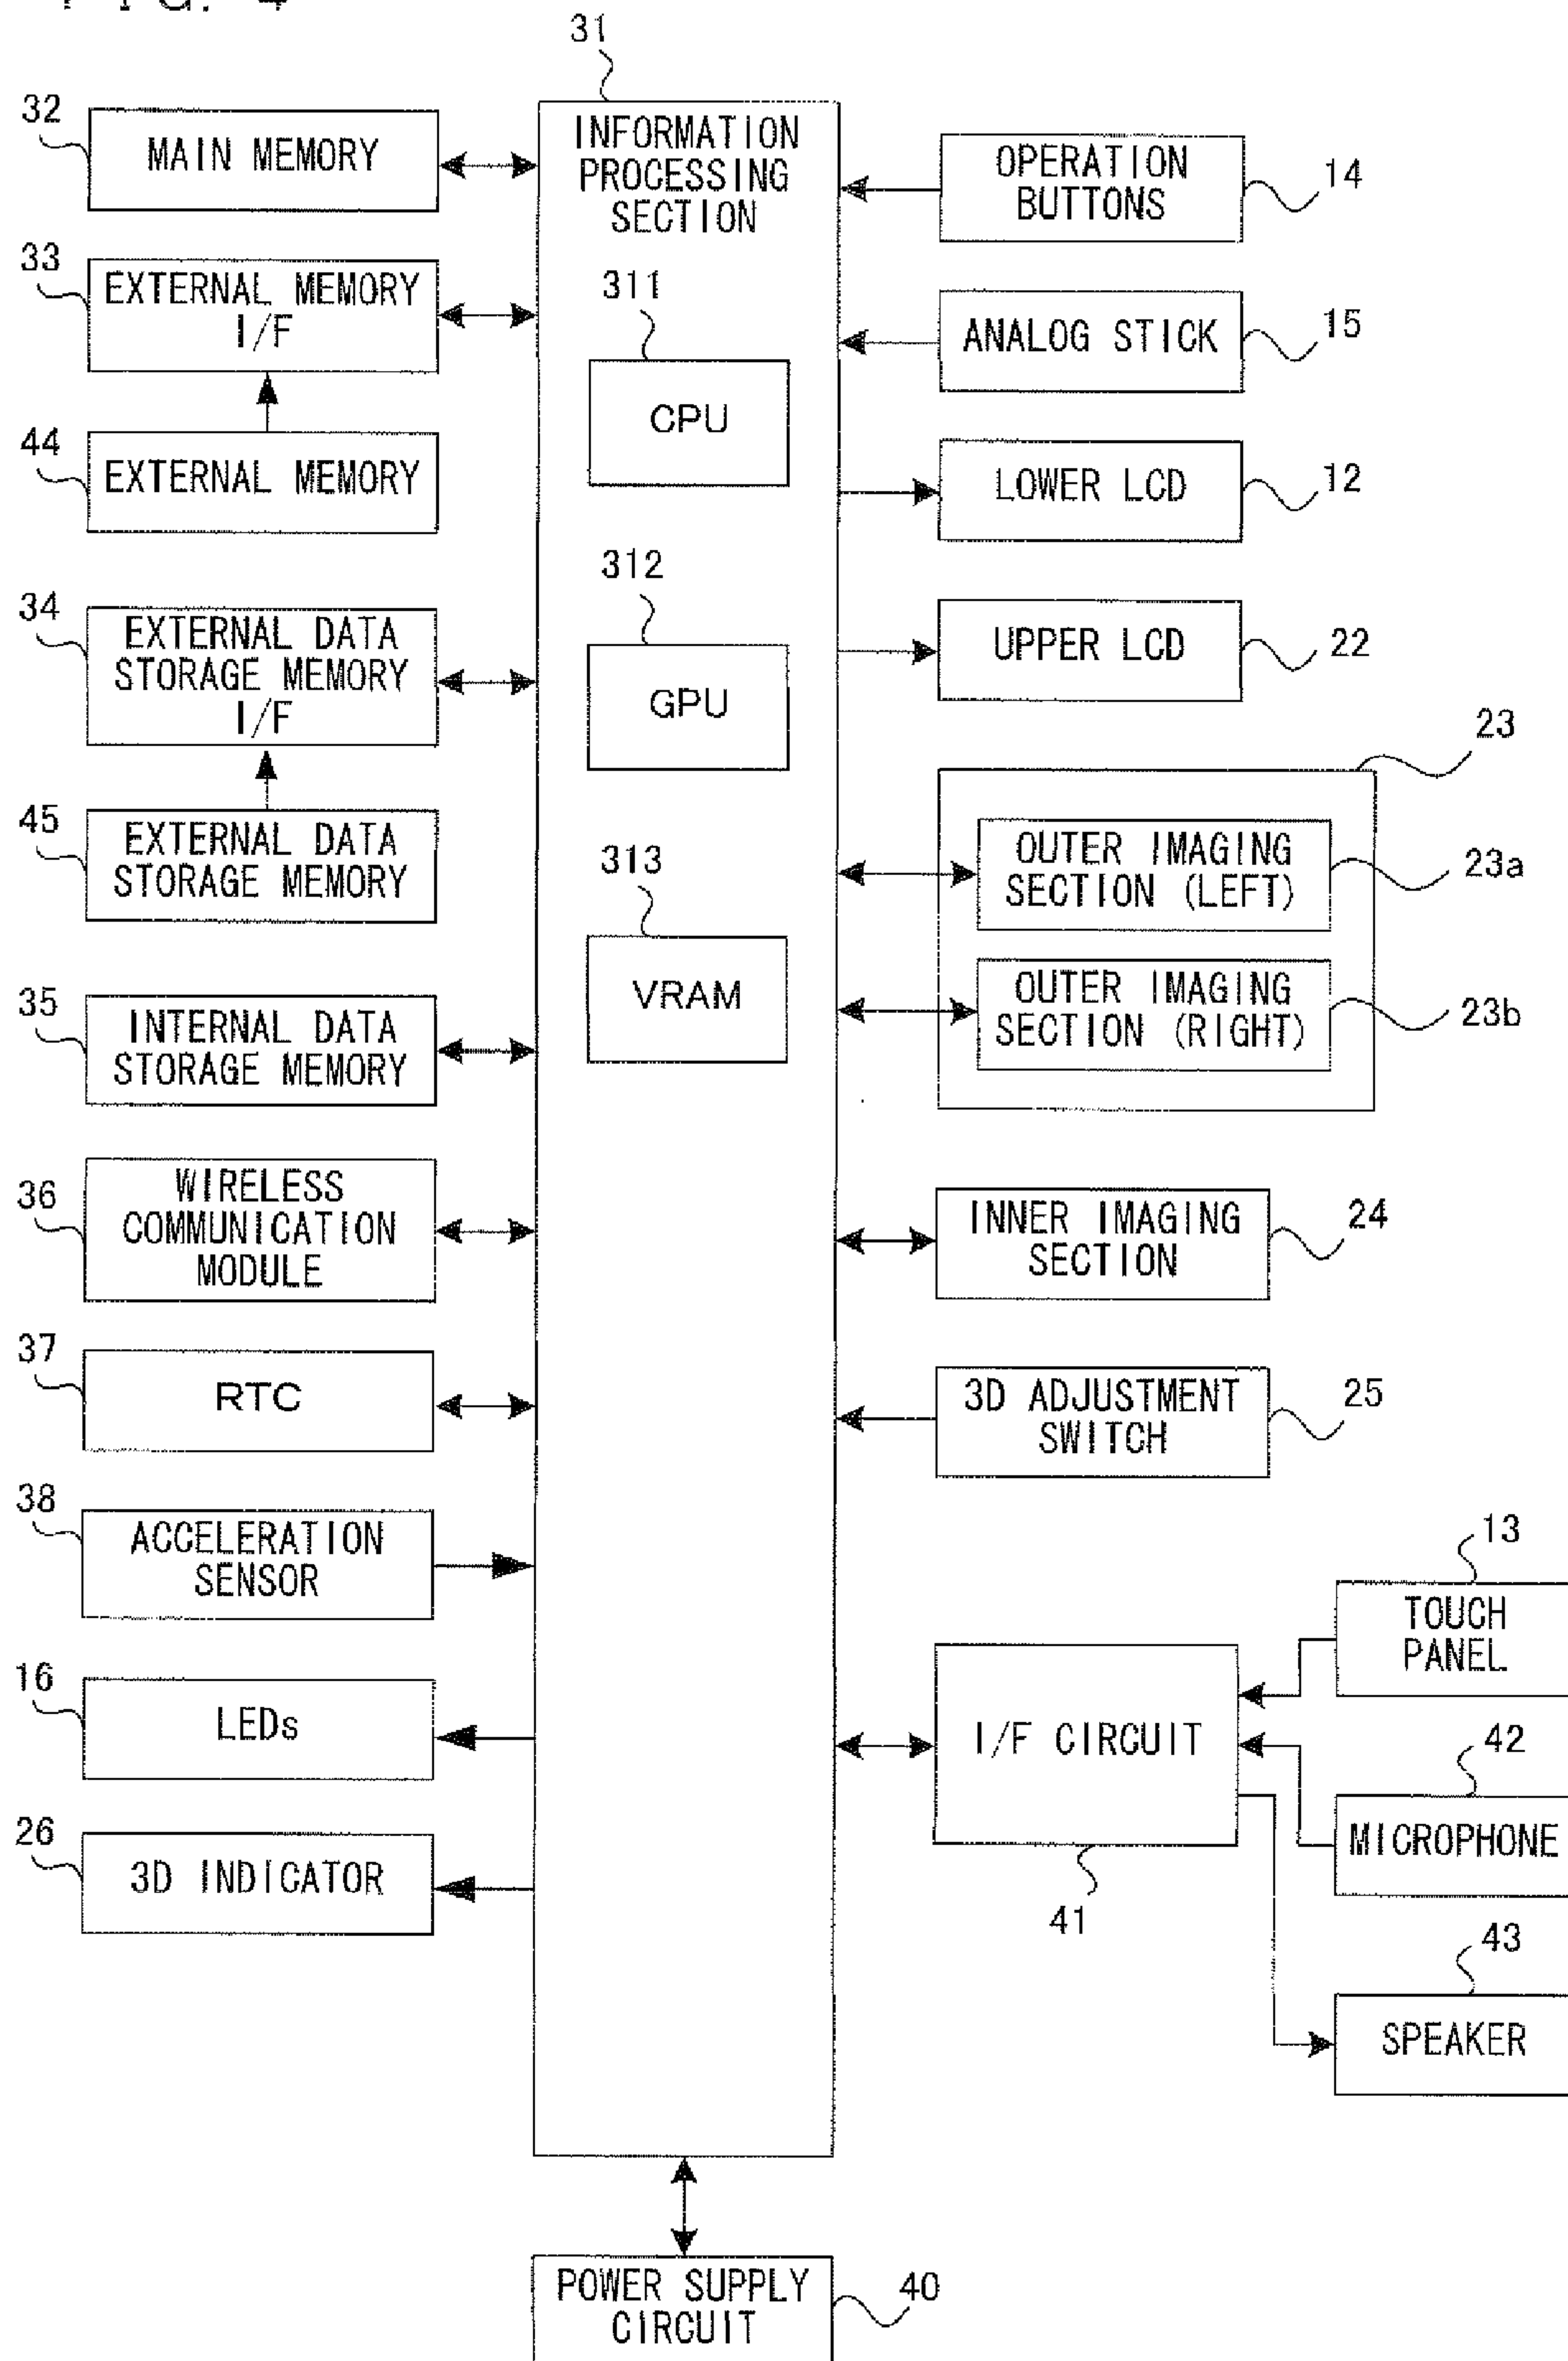 FIG. 4
31
32
MAIN MEMORY
33
EXTERNAL MEMORY
I/F
44
EXTERNAL MEMORY
34
EXTERNAL DATA
STORAGE MEMORY
I/F
45
EXTERNAL DATA
STORAGE MEMORY
35
INTERNAL DATA
STORAGE MEMORY
36
WIRELESS
COMMUNICATION
MODULE
37
RTC
38
ACCELERATION
SENSOR
16
LEDs
26
3D INDICATOR
INFORMATION
PROCESSING
SECTION
311
CPU
312
GPU
313
VRAM
OPERATION
BUTTONS
14
ANALOG STICK
15
LOWER LCD
12
UPPER LCD
22
23
OUTER IMAGING
SECTION (LEFT)
23a
OUTER IMAGING
SECTION (RIGHT)
23b
INNER IMAGING
SECTION
24
3D ADJUSTMENT
SWITCH
25
13
TOUCH
PANEL
I/F CIRCUIT
41
42
MICROPHONE
43
SPEAKER
POWER SUPPLY
CIRCUIT
40